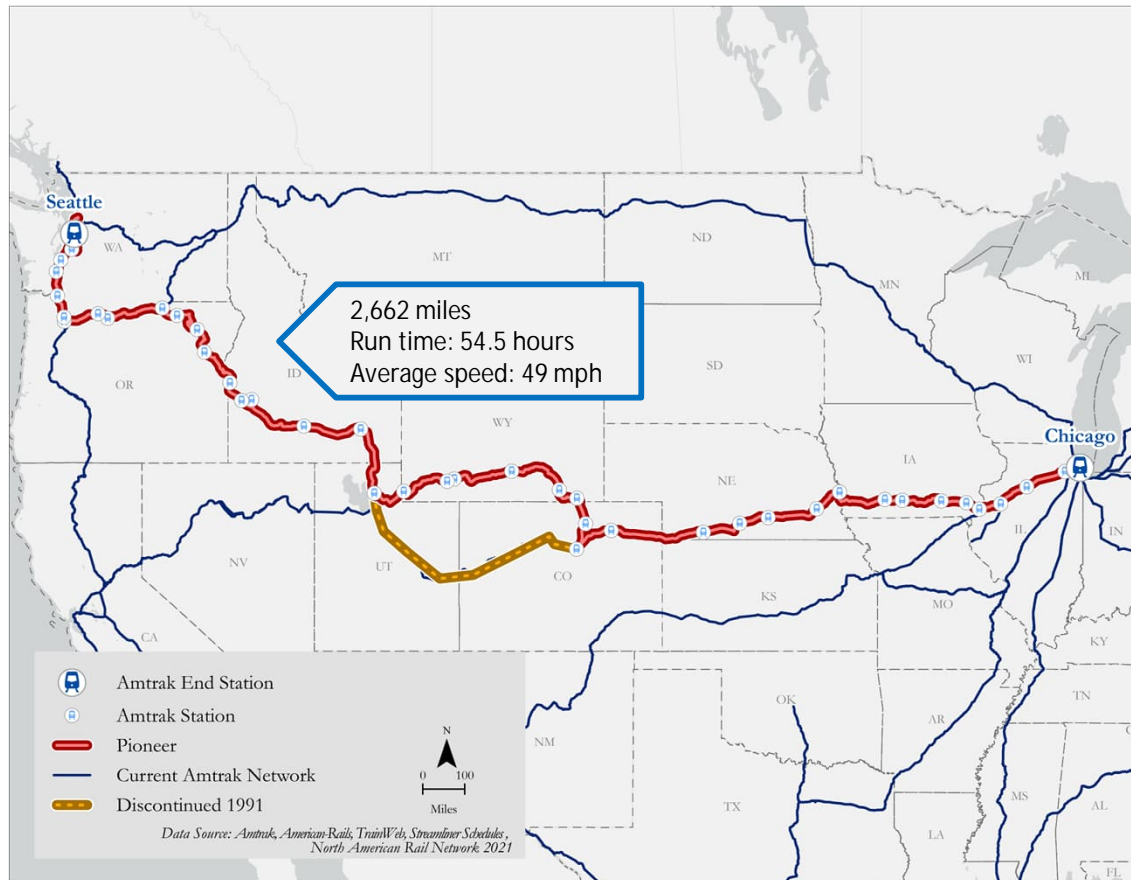 Seattle
WA
MT
ND
MN
MI
2,662 miles
Run time: 54.5 hours
Average speed: 49 mph
ID
OR
SD
WI
WY
Chicago
IA
NE
IL
IN
NV
UT
CO
KS
MO
CA
KY
OK
TN
AR
NM
TX
MS
AL
LA
FL
Amtrak End Station
Amtrak Station
Pioneer
Current Amtrak Network
Discontinued 1991
N
0 100
Miles
Data Source: Amtrak, American-Rails, TrainWeb, Streamliner Schedules,
North American Rail Network 2021